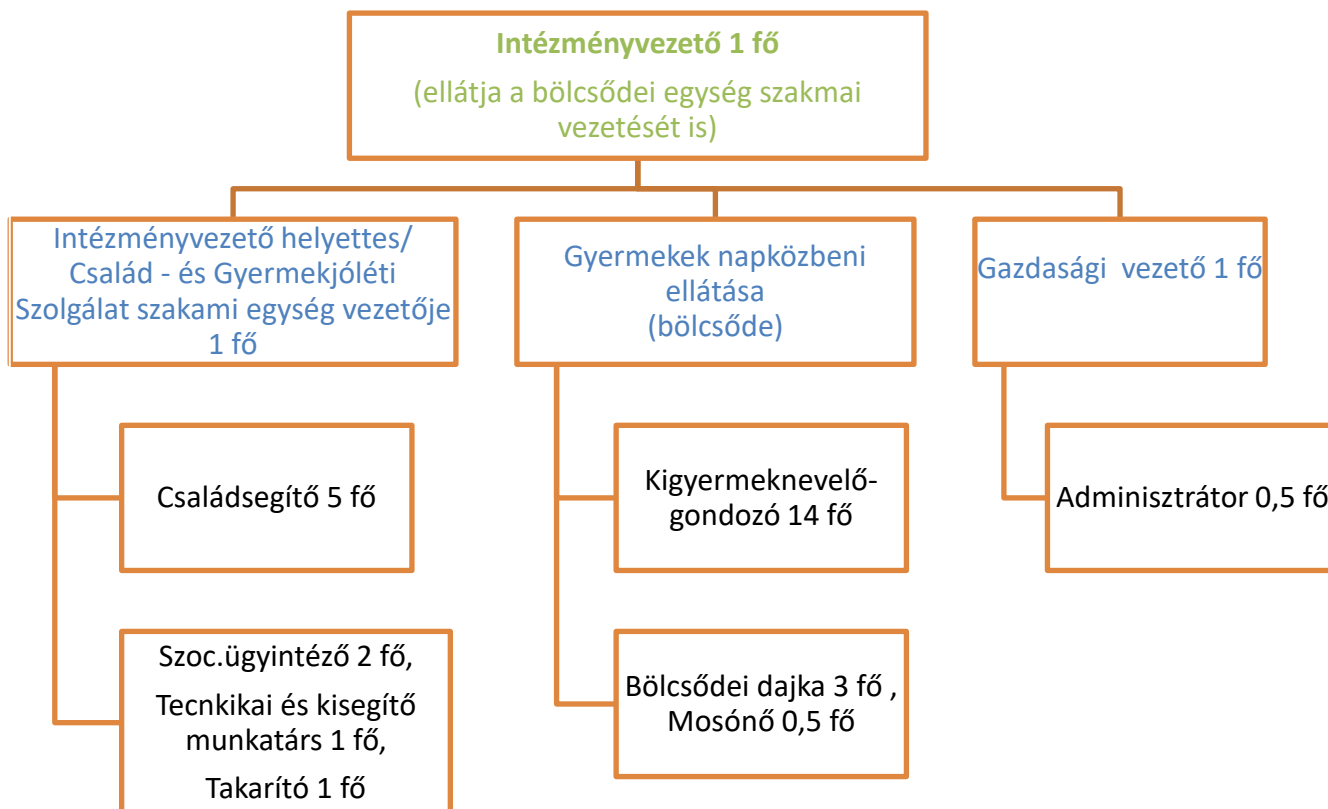 Intézményvezető 1 fő
(ellátja a bölcsődei egység szakmai
vezetését is)
Intézményvezető helyettes/
Család - és Gyermekjóléti
Szolgálat szakami egység vezetője
1 fő
Gyermekek napközbeni
ellátása
(bölcsőde)
Gazdasági  vezető 1 fő
Családsegítő 5 fő
Kigyermeknevelő-
gondozó 14 fő
Adminisztrátor 0,5 fő
Szoc.ügyintéző 2 fő,
Tecnkikai és kisegítő
munkatárs 1 fő,
Takarító 1 fő
Bölcsődei dajka 3 fő ,
Mosónő 0,5 fő